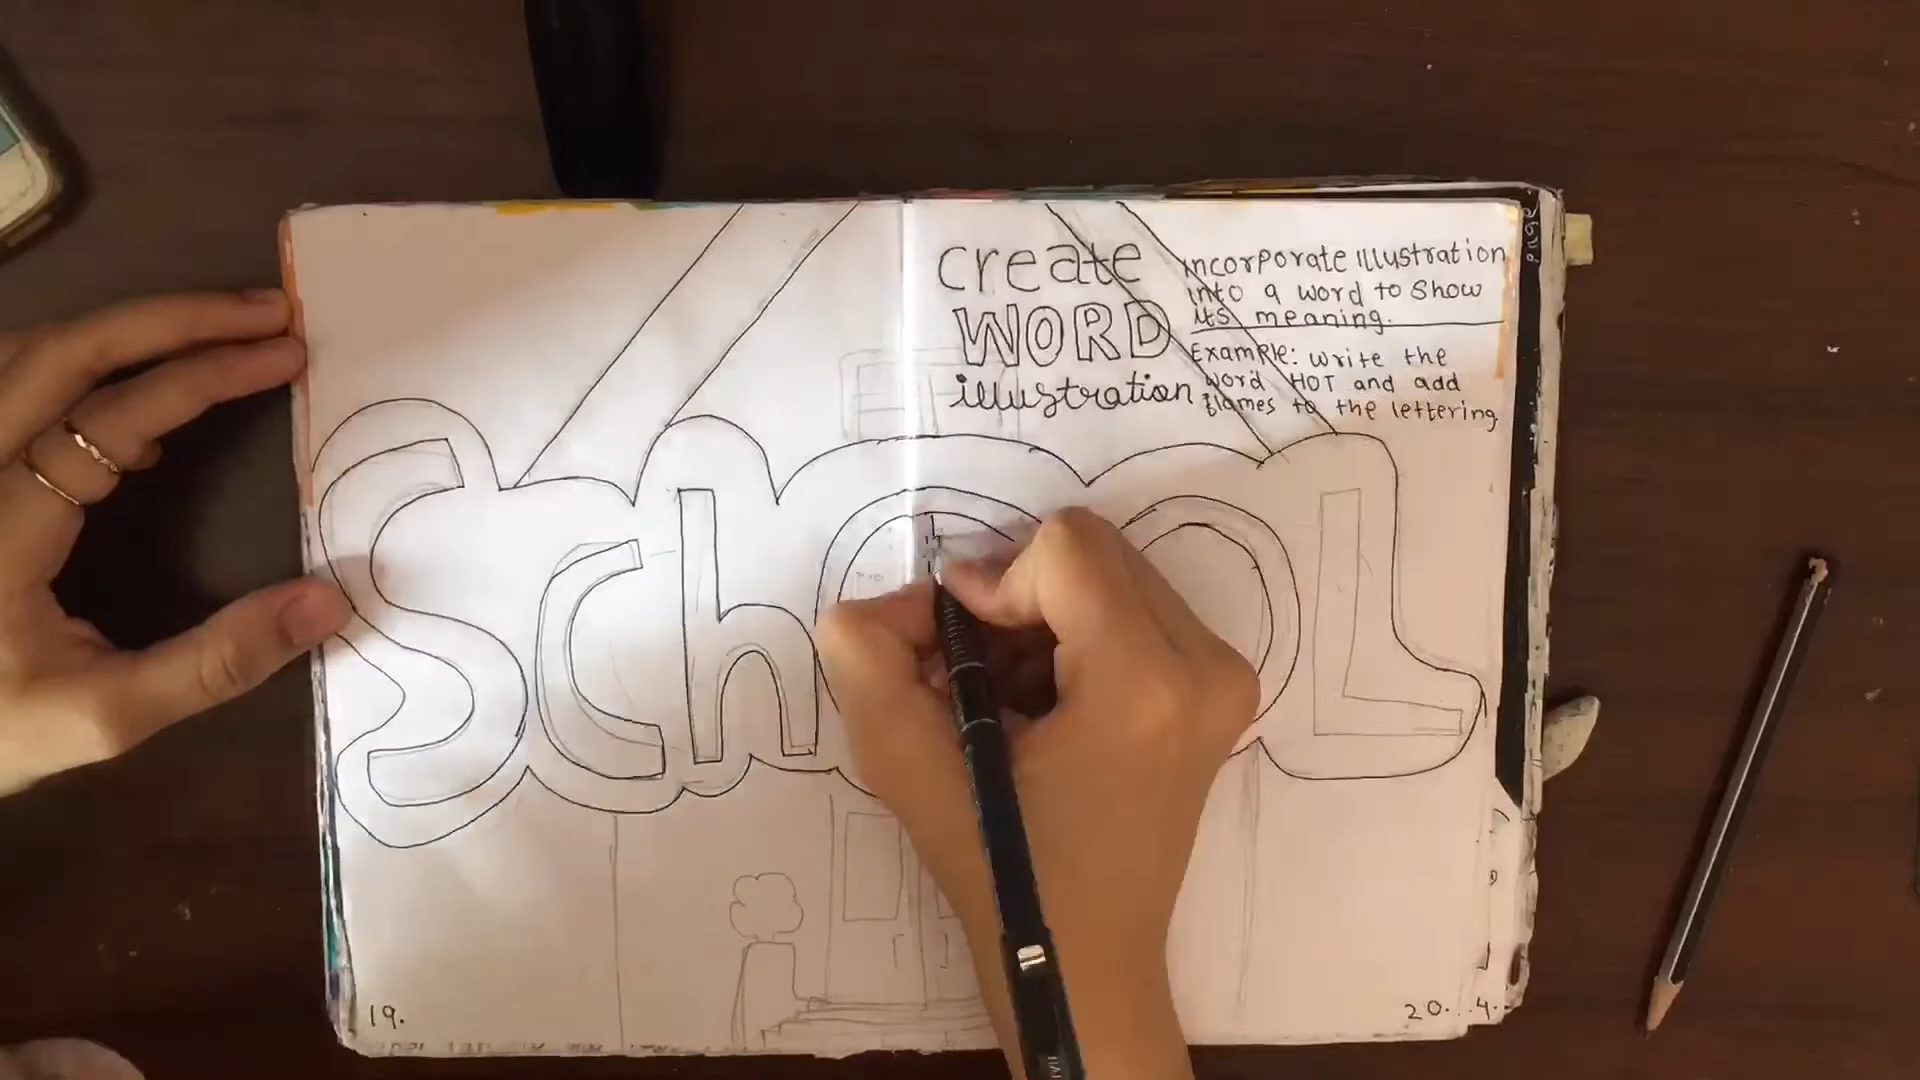 create
WORD
illustration
incorporate illustration
into a word to show
its meaning.
Example: write the
word HOT and add
flames to the lettering
SchOOL
19.
20.